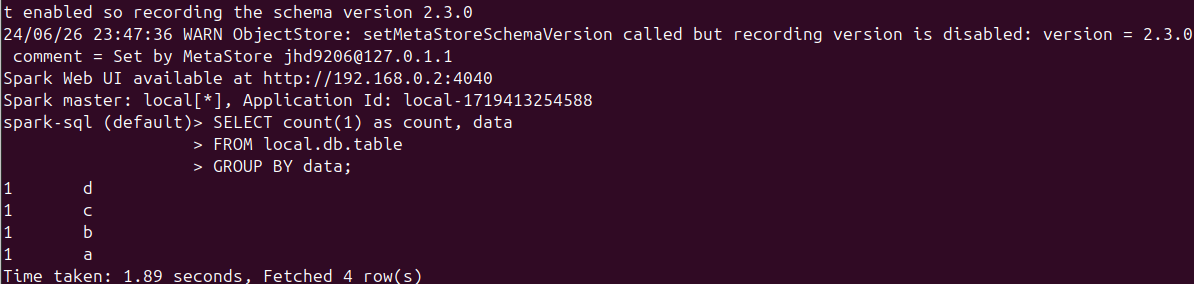 t enabled so recording the schema version 2.3.0
24/06/26 23:47:36 WARN ObjectStore: setMetaStoreSchemaVersion called but recording version is disabled: version = 2.3.0
 comment = Set by MetaStore jhd9206@127.0.1.1
Spark Web UI available at http://192.168.0.2:4040
Spark master: local[*], Application Id: local-1719413254588
spark-sql (default)> SELECT count(1) as count, data
                   > FROM local.db.table
                   > GROUP BY data;
1       d
1       c
1       b
1       a
Time taken: 1.89 seconds, Fetched 4 row(s)